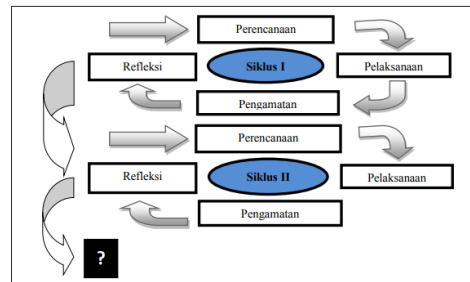 Perencanaan
Refleksi
Siklus I
Pelaksanaan
Pengamatan
Perencanaan
Refleksi
Siklus II
Pelaksanaan
Pengamatan
?